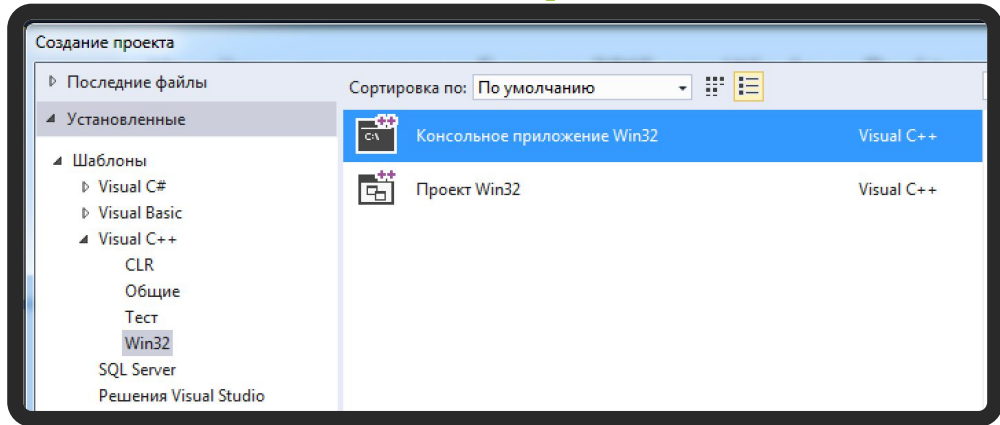 Создание проекта
Последние файлы
Установленные
Шаблоны
Visual C#
Visual Basic
Visual C++
CLR
Общие
Тест
Win32
SQL Server
Решения Visual Studio
Сортировка по: По умолчанию
C:\ Консольное приложение Win32 Visual C++
Проект Win32 Visual C++